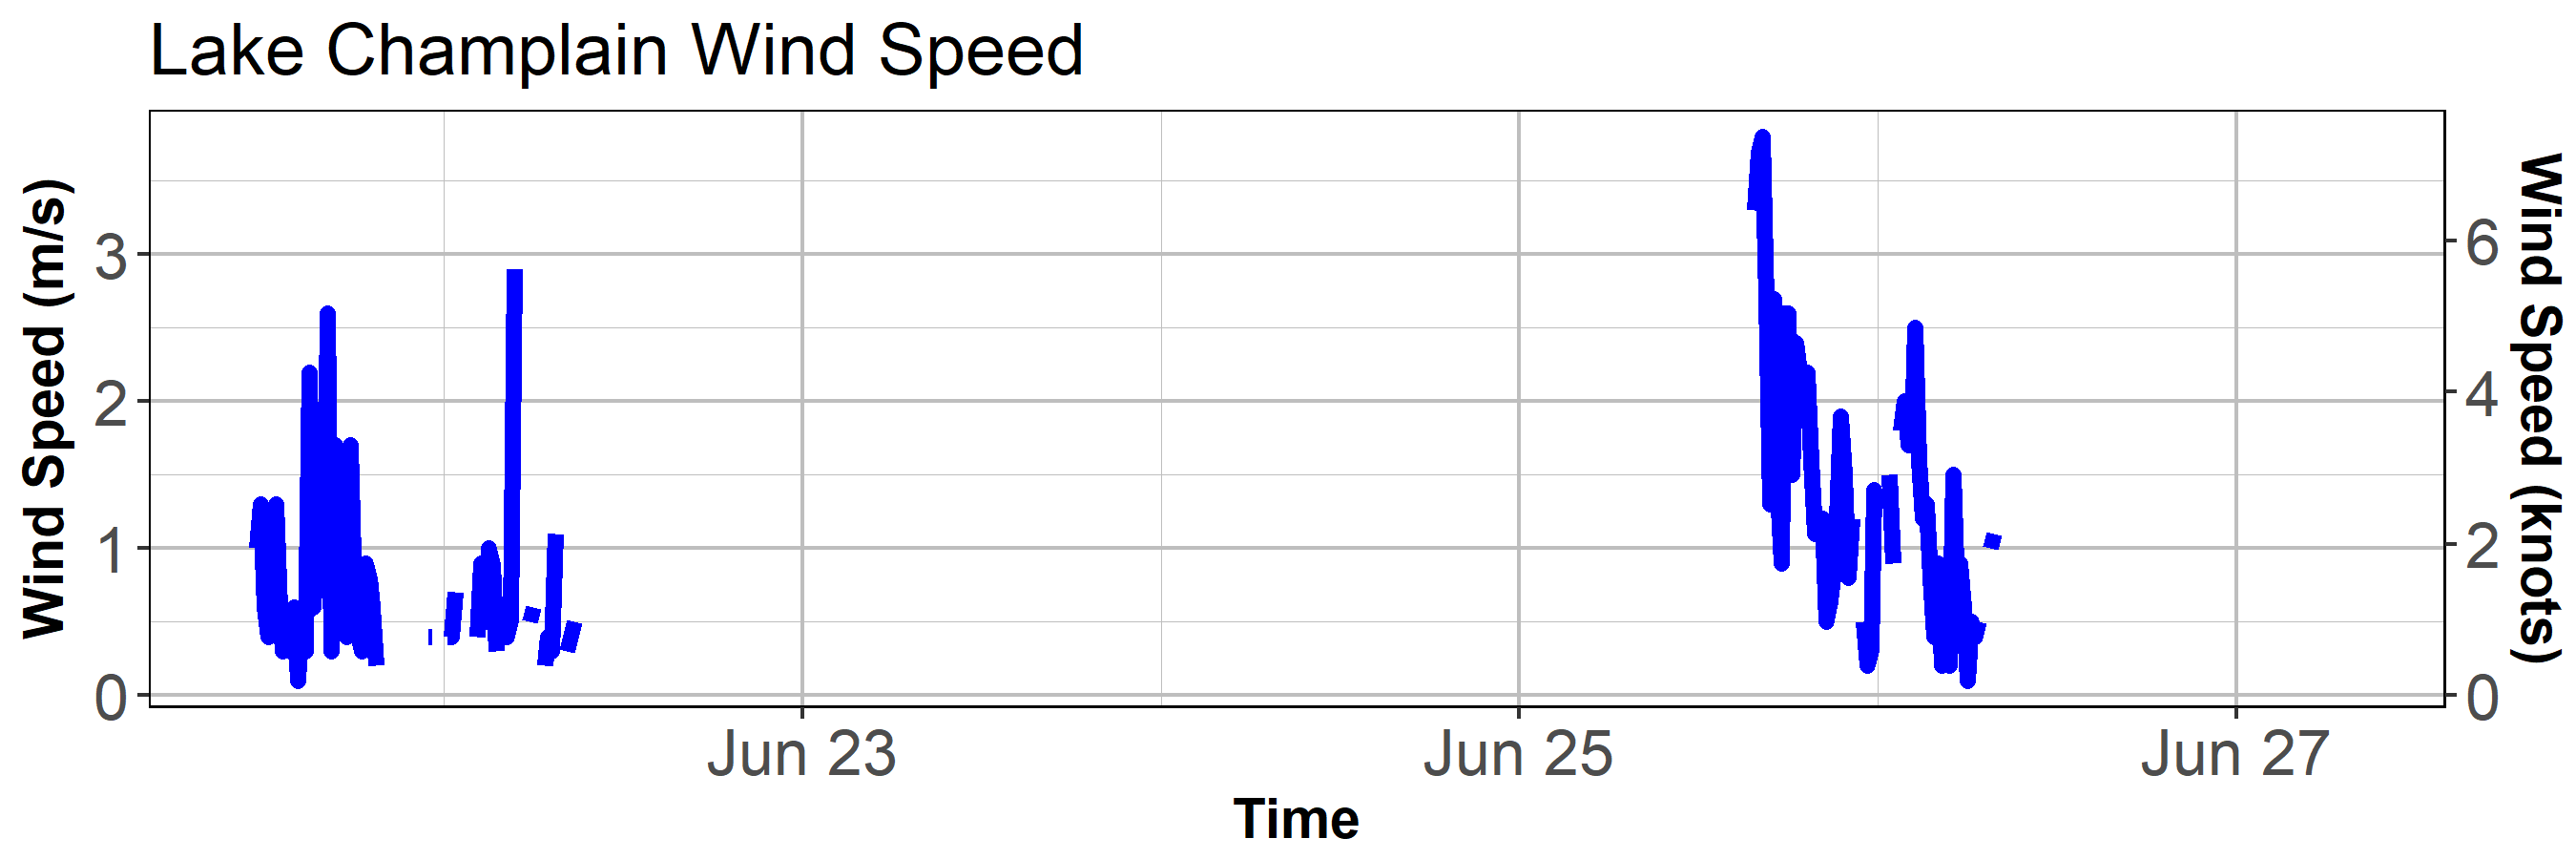 Lake Champlain Wind Speed
Wind Speed (m/s)
3
2
1
0
6
4
2
0
Wind Speed (knots)
Jun 23
Jun 25
Jun 27
Time